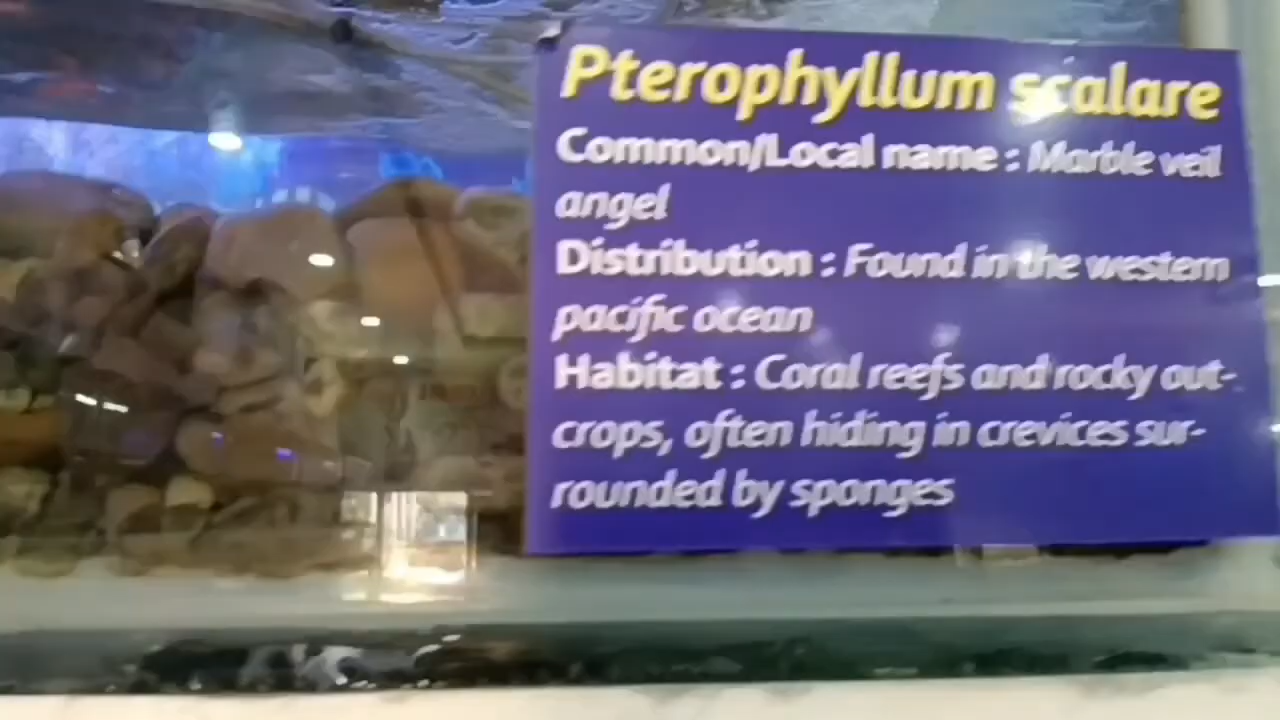 Pterophyllum scalare
Common/Local name : Marble veil
angel
Distribution : Found in the western
pacific ocean
Habitat : Coral reefs and rocky out-
crops, often hiding in crevices sur-
rounded by sponges